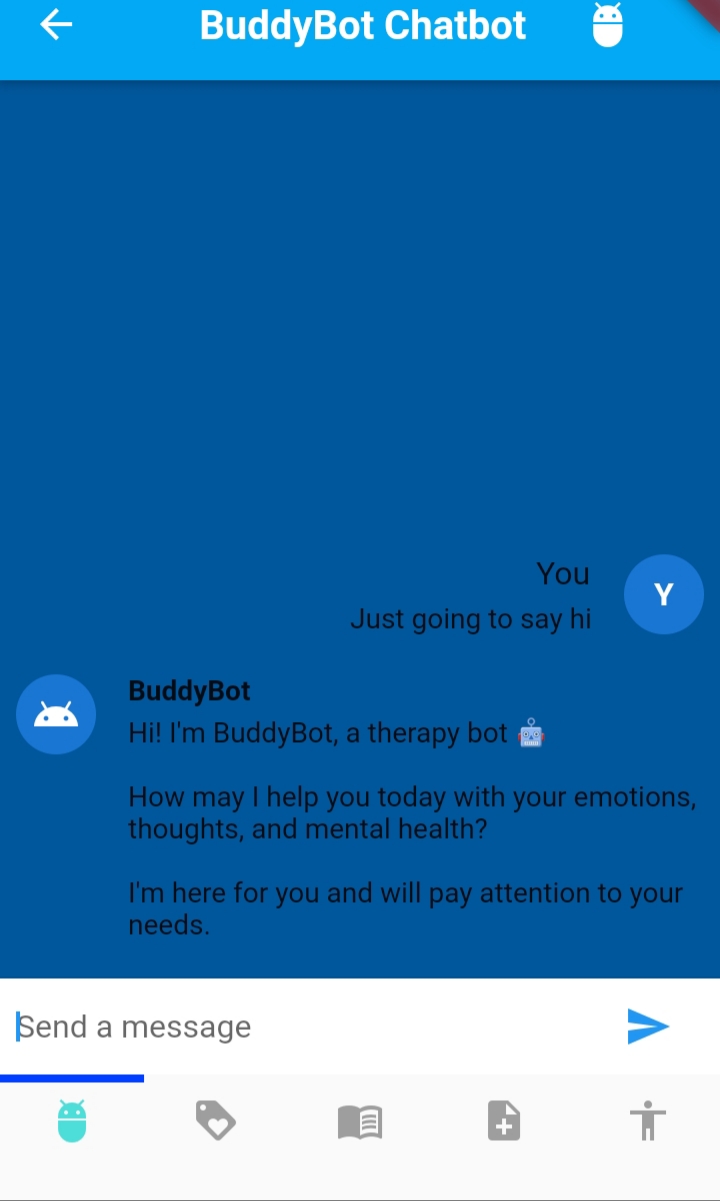 BuddyBot Chatbot
You
Y
Just going to say hi
BuddyBot
Hi! I'm BuddyBot, a therapy bot 🤖
How may I help you today with your emotions,
thoughts, and mental health?
I'm here for you and will pay attention to your
needs.
Send a message